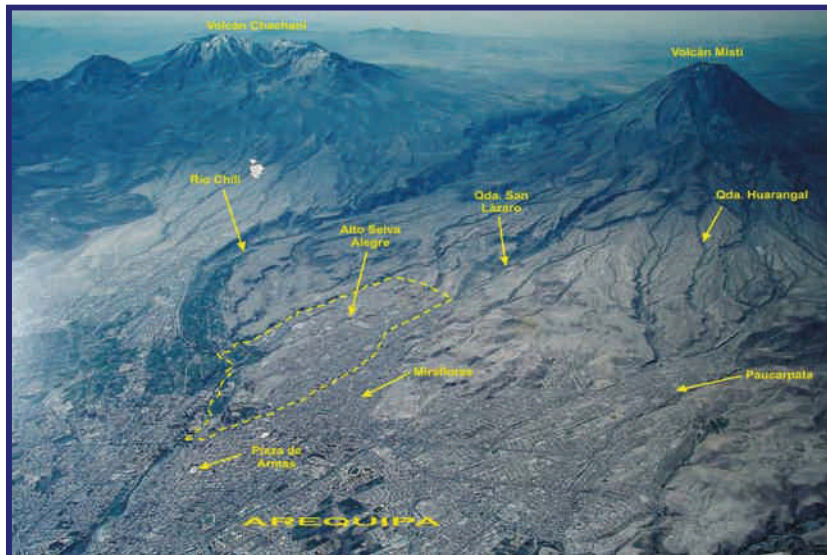 Volcán Chachani
Volcán Misti
Río Chili
Qda. San
Lázaro
Qda. Huarangal
Alto Selva
Alegre
Miraflores
Paucarpata
Plaza de
Armas
AREQUIPA